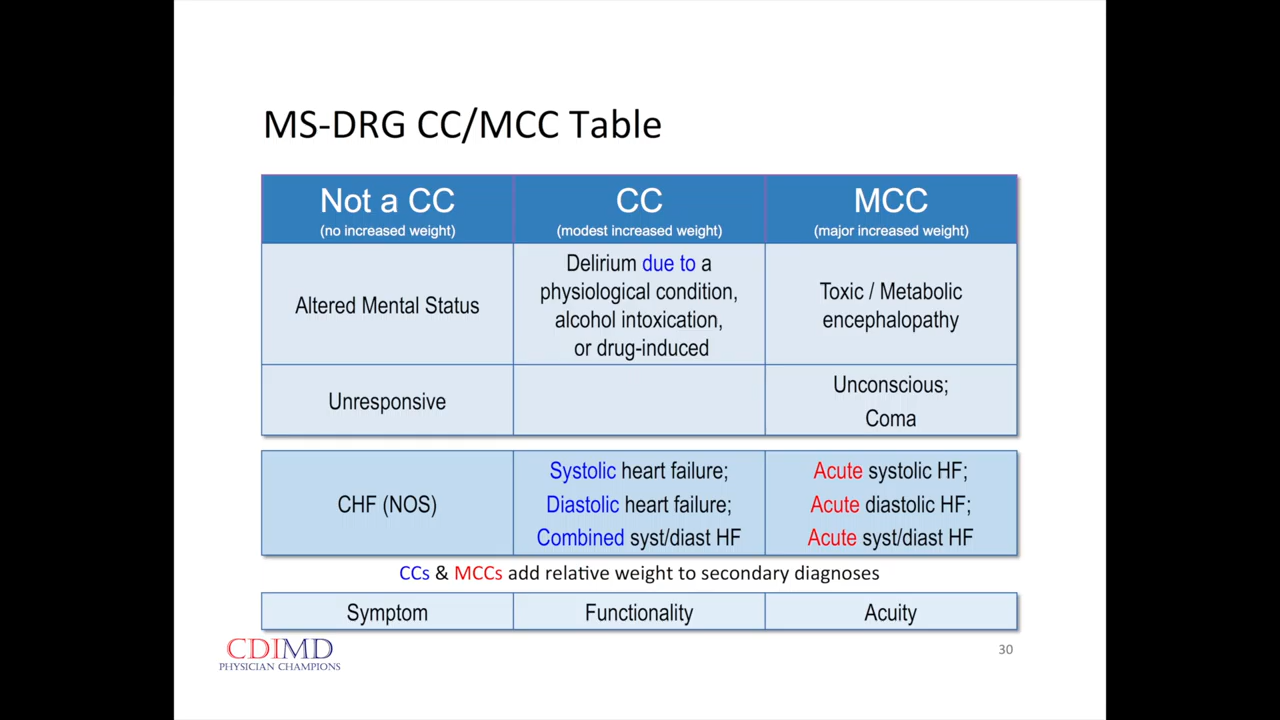 MS-DRG CC/MCC Table
Not a CC
(no increased weight)
CC
(modest increased weight)
MCC
(major increased weight)
Altered Mental Status
Delirium due to a
physiological condition,
alcohol intoxication,
or drug-induced
Toxic / Metabolic
encephalopathy
Unresponsive
Unconscious;
Coma
CHF (NOS)
Systolic heart failure;
Diastolic heart failure;
Combined syst/diast HF
Acute systolic HF;
Acute diastolic HF;
Acute syst/diast HF
CCs & MCCs add relative weight to secondary diagnoses
Symptom
Functionality
Acuity
CDIMD
PHYSICIAN CHAMPIONS
30